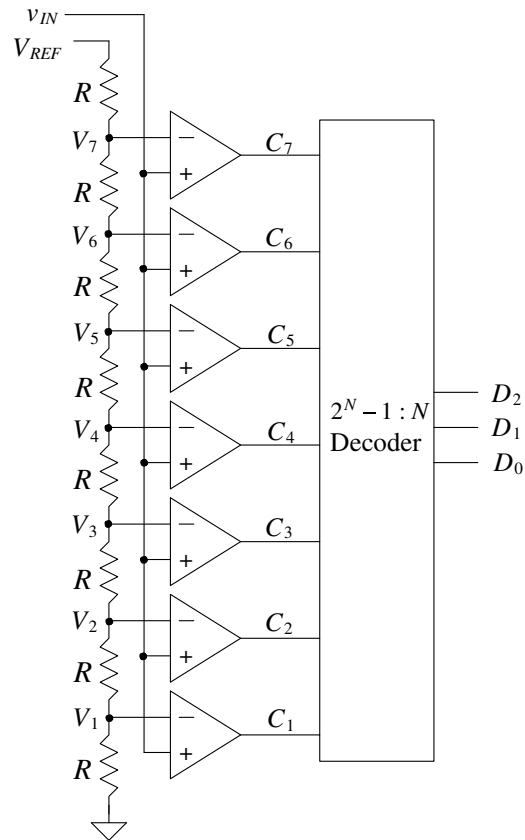 v_IN
V_REF
R
V_7 − + C_7
R
V_6 − + C_6
R
V_5 − + C_5
R
V_4 − + C_4
R
V_3 − + C_3
R
V_2 − + C_2
R
V_1 − + C_1
R
2^N − 1 : N
Decoder
D_2
D_1
D_0